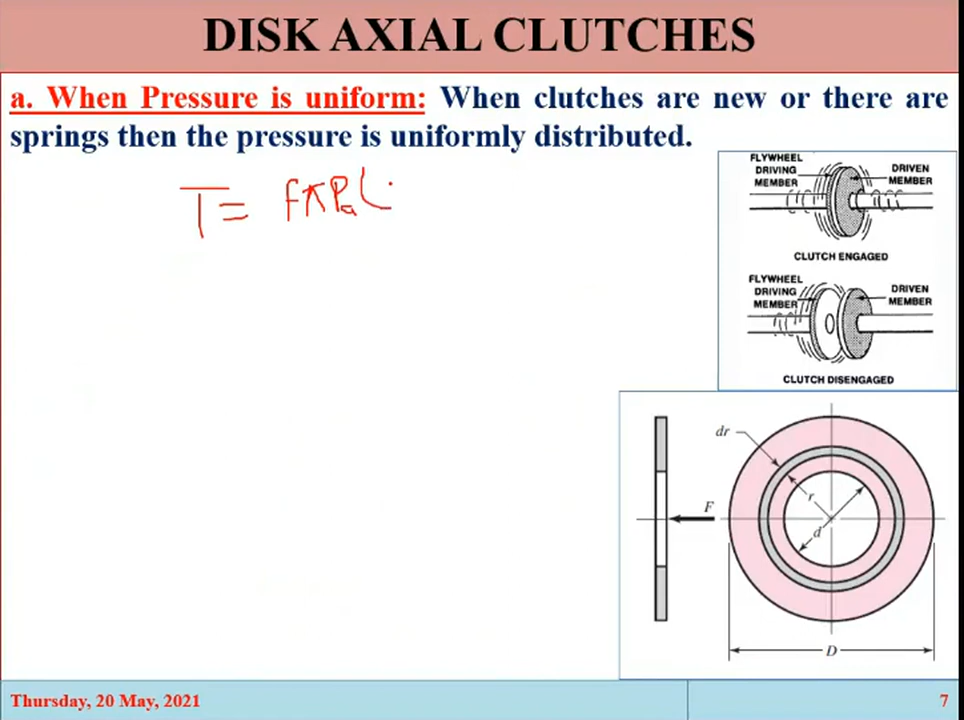 DISK AXIAL CLUTCHES
a. When Pressure is uniform: When clutches are new or there are
springs then the pressure is uniformly distributed.
T = fπPa(
FLYWHEEL
DRIVING
MEMBER
DRIVEN
MEMBER
CLUTCH ENGAGED
FLYWHEEL
DRIVING
MEMBER
DRIVEN
MEMBER
CLUTCH DISENGAGED
dr
r
F
d
D
Thursday, 20 May, 2021
7